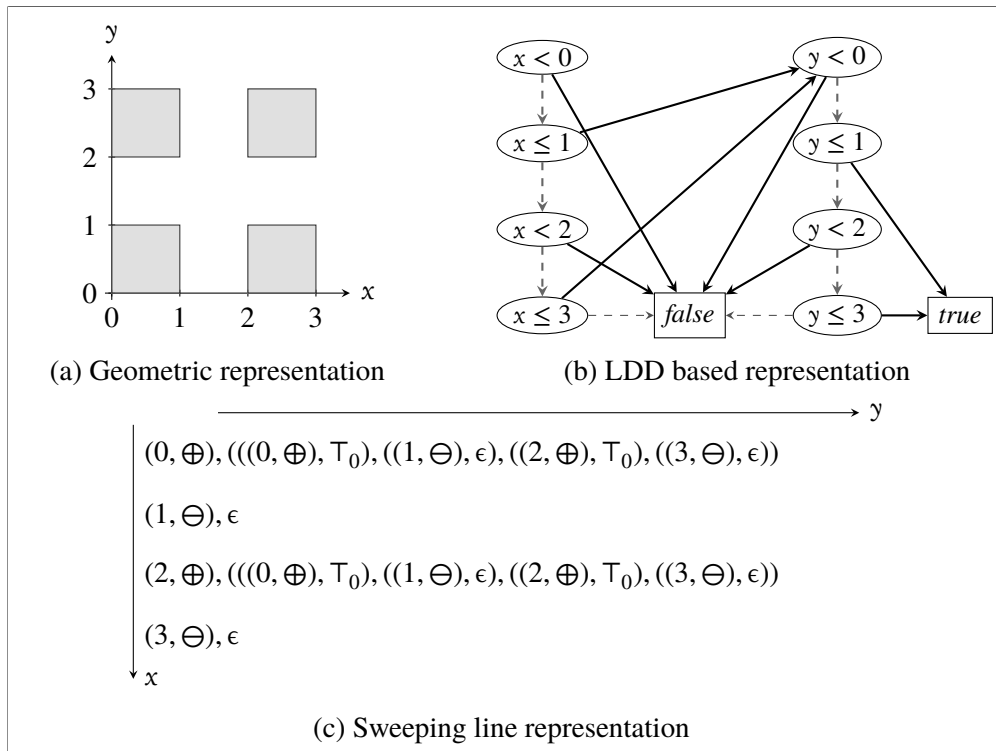 y
3
2
1
0
0 1 2 3 x
(a) Geometric representation
x < 0
x ≤ 1
x < 2
x ≤ 3
y < 0
y ≤ 1
y < 2
y ≤ 3
false
true
(b) LDD based representation
y
(0, ⊕), (((0, ⊕), ⊤₀), ((1, ⊖), ϵ), ((2, ⊕), ⊤₀), ((3, ⊖), ϵ))
(1, ⊖), ϵ
(2, ⊕), (((0, ⊕), ⊤₀), ((1, ⊖), ϵ), ((2, ⊕), ⊤₀), ((3, ⊖), ϵ))
(3, ⊖), ϵ
x
(c) Sweeping line representation